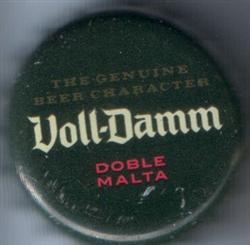 THE·GENUINE
BEER CHARACTER
Voll-Damm
DOBLE
MALTA